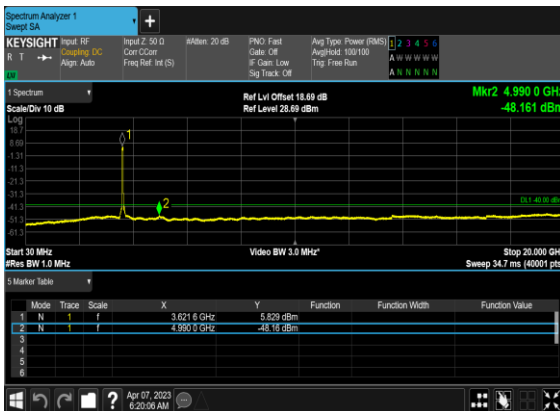 Spectrum Analyzer 1
Swept SA
KEYSIGHT Input: RF Input Z: 50 Ω #Atten: 20 dB PNO: Fast Avg Type: Power (RMS) 1 2 3 4 5 6
R T Coupling: DC Corr CCorr Gate: Off Avg|Hold: 100/100 A W W W W W
Align: Auto Freq Ref: Int (S) IF Gain: Low Trig: Free Run
Sig Track: Off A N N N N N
LV
1 Spectrum Ref Lvl Offset 18.69 dB Mkr2 4.990 0 GHz
Scale/Div 10 dB Ref Level 28.69 dBm -48.161 dBm
Log
18.7
8.69
-1.31
-11.3
-21.3
-31.3
-41.3
-51.3
-61.3
1
2
DL1 -40.00 dBm
Start 30 MHz Video BW 3.0 MHz* Stop 20.000 GHz
#Res BW 1.0 MHz Sweep 34.7 ms (40001 pts)
5 Marker Table
Mode Trace Scale X Y Function Function Width Function Value
1 N 1 f 3.621 6 GHz 5.829 dBm
2 N 1 f 4.990 0 GHz -48.16 dBm
3
4
5
6
? Apr 07, 2023
6:20:06 AM